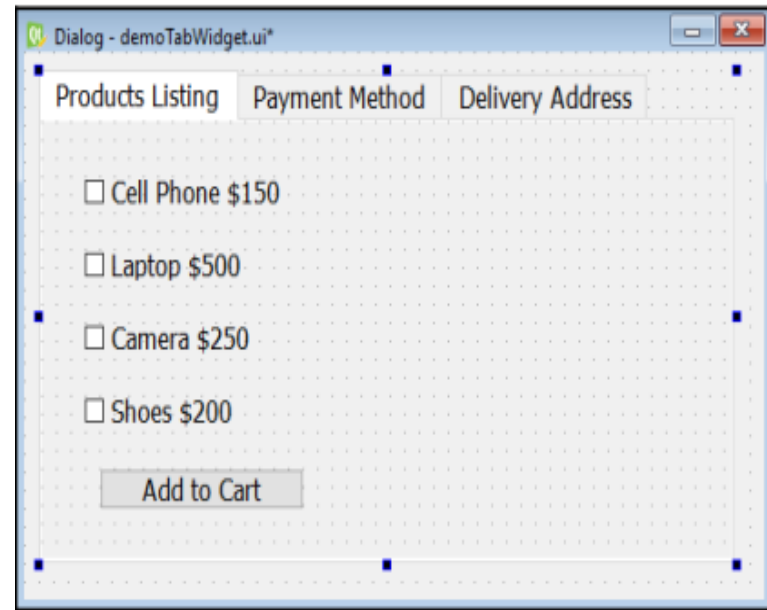 Dialog - demoTabWidget.ui*
Products Listing Payment Method Delivery Address
Cell Phone $150
Laptop $500
Camera $250
Shoes $200
Add to Cart